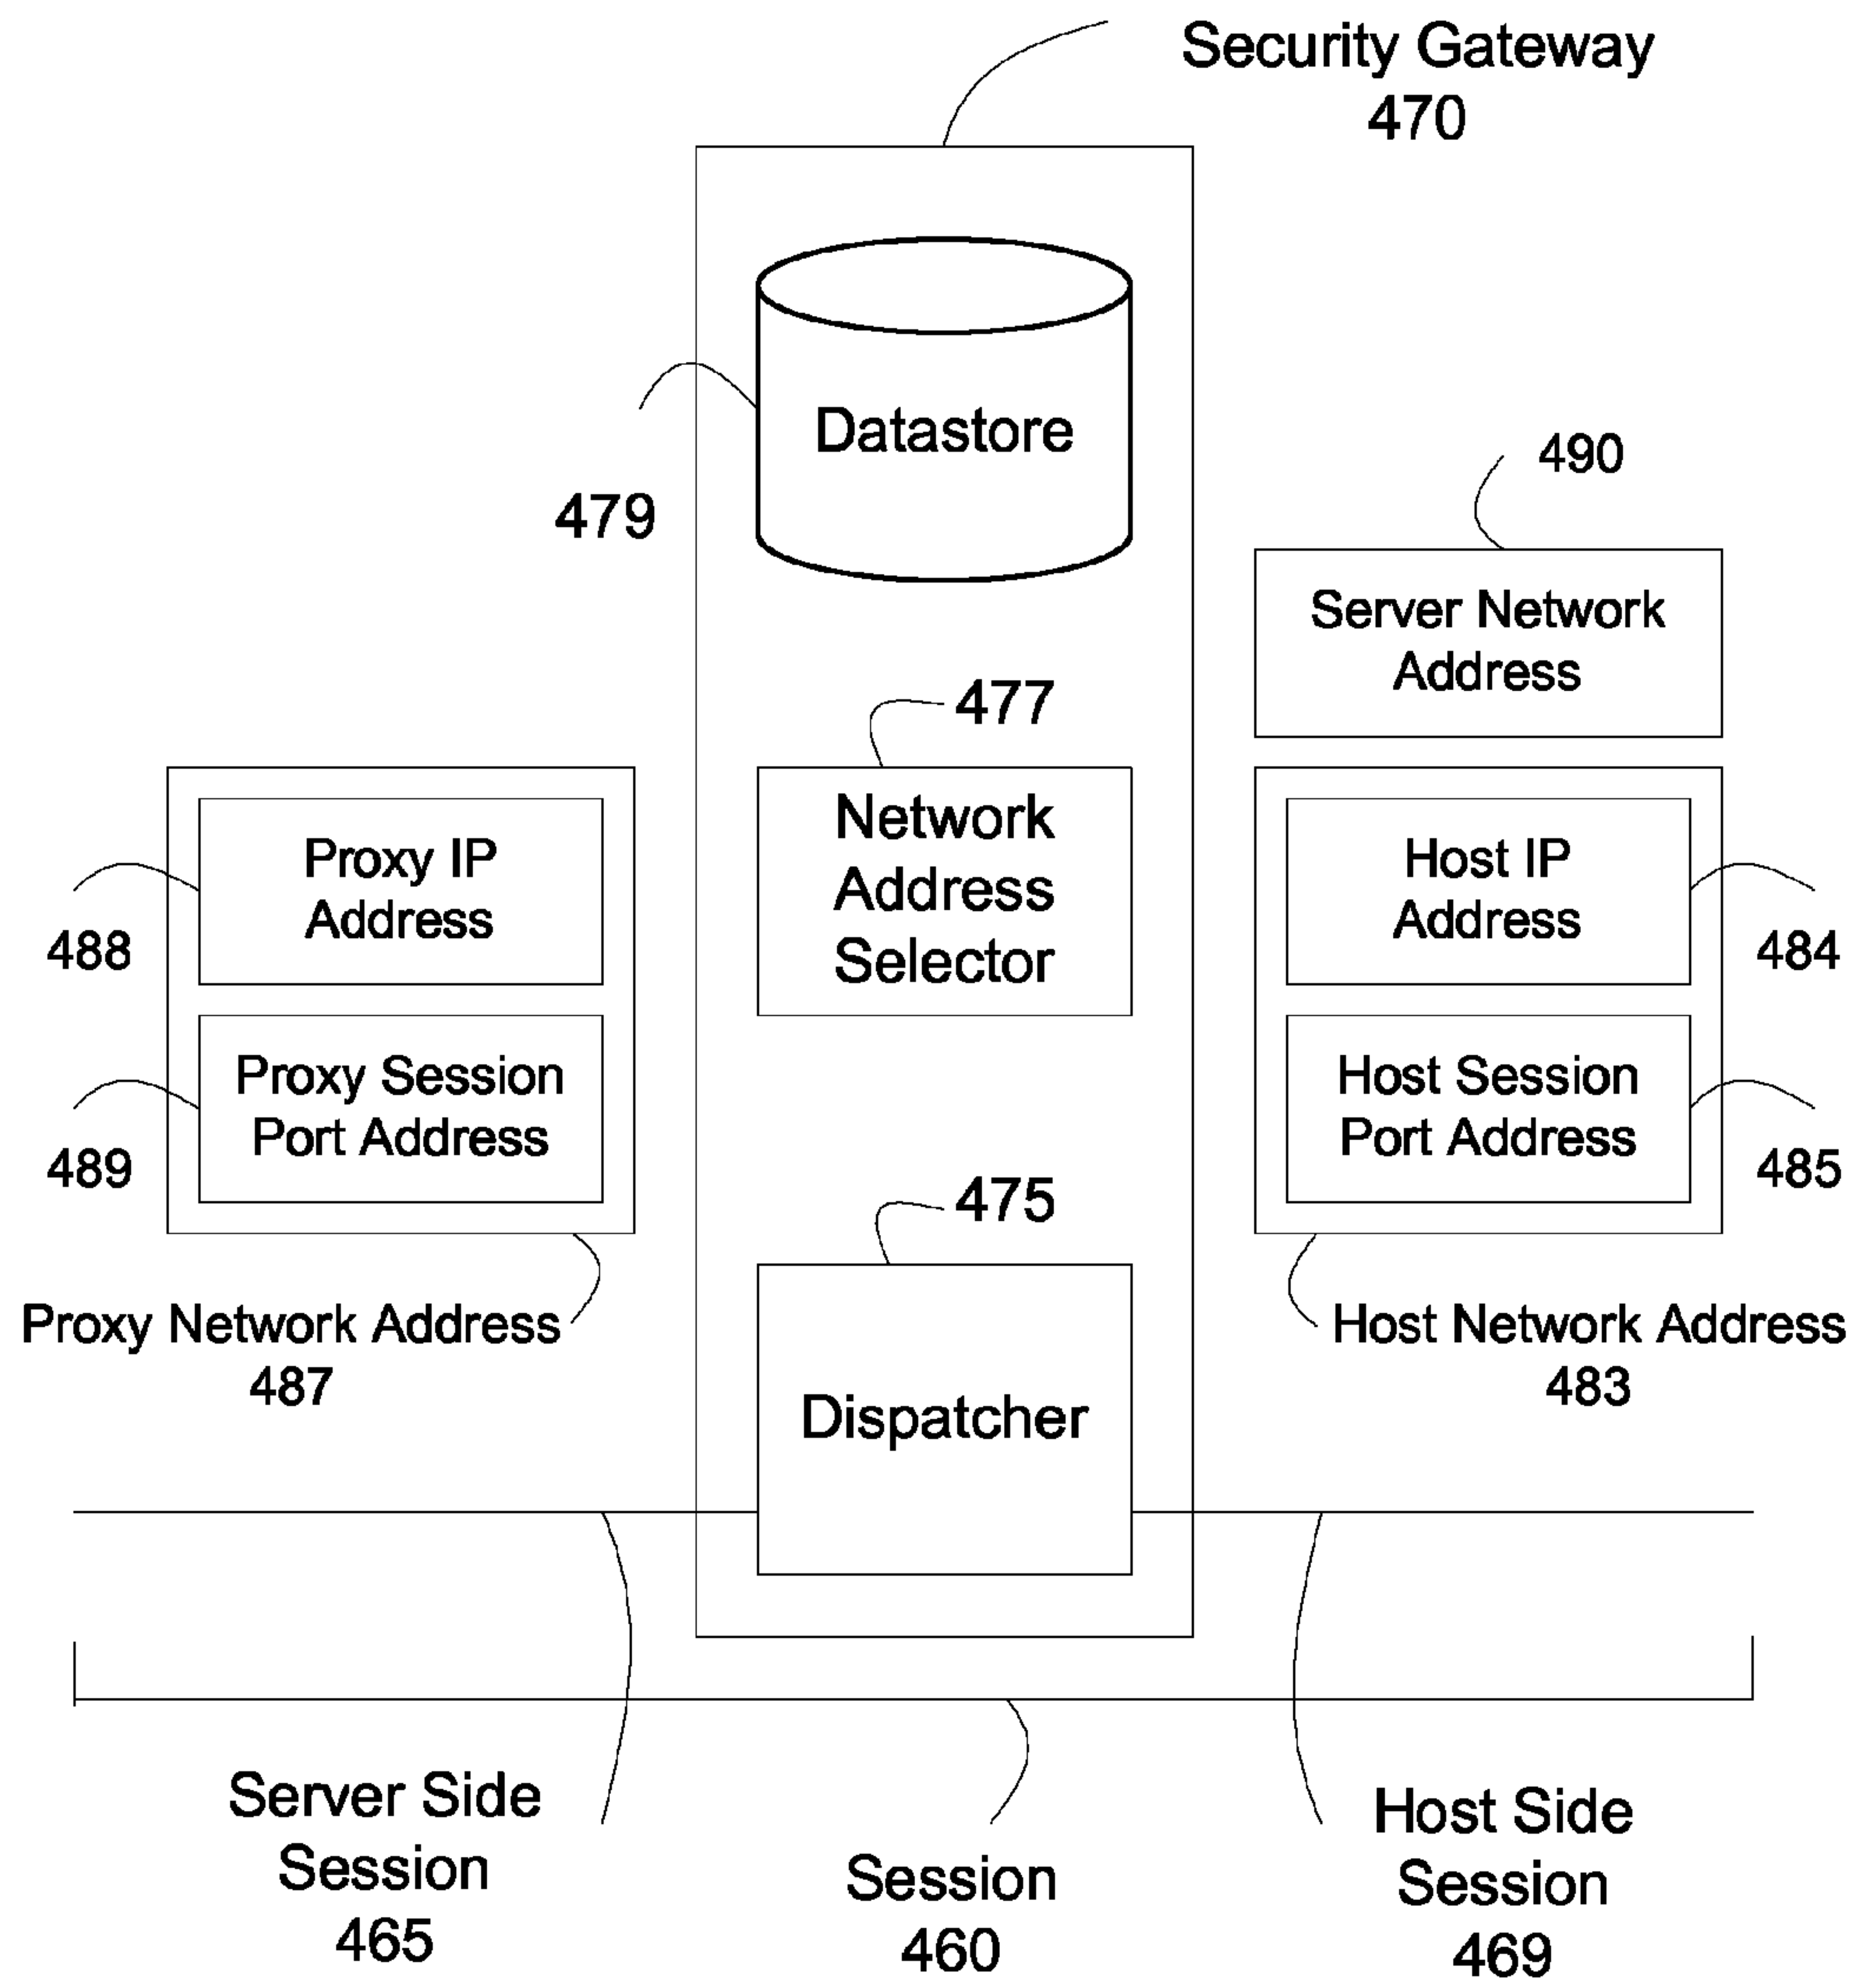 Security Gateway
470
Datastore
479
490
Server Network
Address
477
Network
Address
Selector
Proxy IP
Address
488
Proxy Session
Port Address
489
Host IP
Address
484
Host Session
Port Address
485
475
Proxy Network Address
487
Host Network Address
483
Dispatcher
Server Side
Session
465
Session
460
Host Side
Session
469